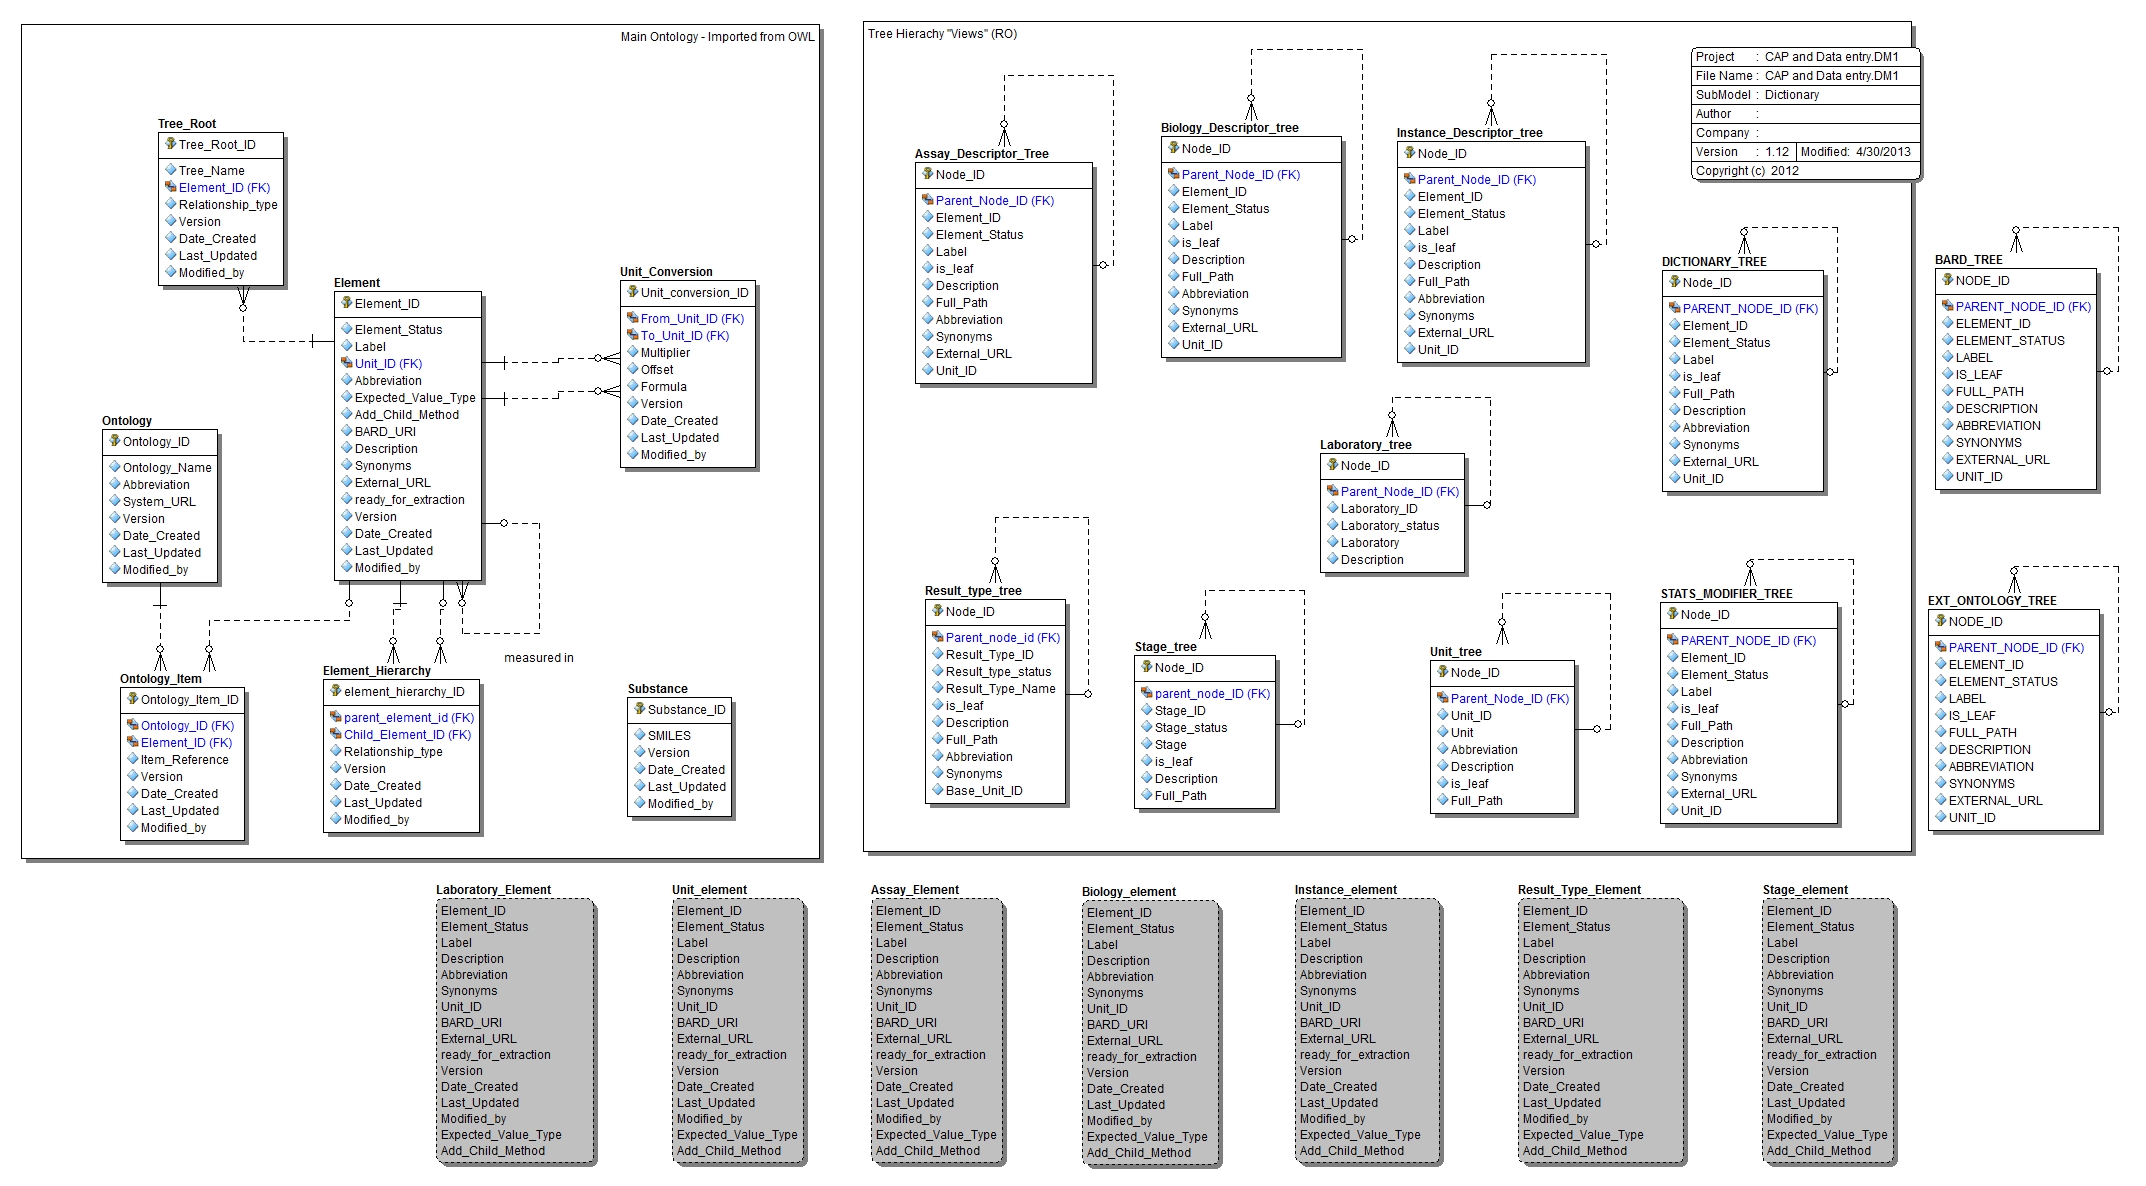 Main Ontology - Imported from OWL
Tree_Root
Tree_Root_ID
Tree_Name
Element_ID (FK)
Relationship_type
Version
Date_Created
Last_Updated
Modified_by
Element
Element_ID
Element_Status
Label
Unit_ID (FK)
Abbreviation
Expected_Value_Type
Add_Child_Method
BARD_URI
Description
Synonyms
External_URL
ready_for_extraction
Version
Date_Created
Last_Updated
Modified_by
Unit_Conversion
Unit_conversion_ID
From_Unit_ID (FK)
To_Unit_ID (FK)
Multiplier
Offset
Formula
Version
Date_Created
Last_Updated
Modified_by
Ontology
Ontology_ID
Ontology_Name
Abbreviation
System_URL
Version
Date_Created
Last_Updated
Modified_by
measured in
Ontology_Item
Ontology_Item_ID
Ontology_ID (FK)
Element_ID (FK)
Item_Reference
Version
Date_Created
Last_Updated
Modified_by
Element_Hierarchy
element_hierarchy_ID
parent_element_id (FK)
Child_Element_ID (FK)
Relationship_type
Version
Date_Created
Last_Updated
Modified_by
Substance
Substance_ID
SMILES
Version
Date_Created
Last_Updated
Modified_by
Tree Hierachy "Views" (RO)
Project : CAP and Data entry.DM1
File Name : CAP and Data entry.DM1
SubModel : Dictionary
Author :
Company :
Version : 1.12 Modified: 4/30/2013
Copyright (c) 2012
Assay_Descriptor_Tree
Node_ID
Parent_Node_ID (FK)
Element_ID
Element_Status
Label
is_leaf
Description
Full_Path
Abbreviation
Synonyms
External_URL
Unit_ID
Biology_Descriptor_tree
Node_ID
Parent_Node_ID (FK)
Element_ID
Element_Status
Label
is_leaf
Description
Full_Path
Abbreviation
Synonyms
External_URL
Unit_ID
Instance_Descriptor_tree
Node_ID
Parent_Node_ID (FK)
Element_ID
Element_Status
Label
is_leaf
Description
Full_Path
Abbreviation
Synonyms
External_URL
Unit_ID
DICTIONARY_TREE
Node_ID
PARENT_NODE_ID (FK)
Element_ID
Element_Status
Label
is_leaf
Full_Path
Description
Abbreviation
Synonyms
External_URL
Unit_ID
BARD_TREE
NODE_ID
PARENT_NODE_ID (FK)
ELEMENT_ID
ELEMENT_STATUS
LABEL
IS_LEAF
FULL_PATH
DESCRIPTION
ABBREVIATION
SYNONYMS
EXTERNAL_URL
UNIT_ID
Laboratory_tree
Node_ID
Parent_Node_ID (FK)
Laboratory_ID
Laboratory_status
Laboratory
Description
Result_type_tree
Node_ID
Parent_node_id (FK)
Result_Type_ID
Result_type_status
Result_Type_Name
is_leaf
Description
Full_Path
Abbreviation
Synonyms
Base_Unit_ID
Stage_tree
Node_ID
parent_node_ID (FK)
Stage_ID
Stage_status
Stage
is_leaf
Description
Full_Path
Unit_tree
Node_ID
Parent_Node_ID (FK)
Unit_ID
Unit
Abbreviation
Description
is_leaf
Full_Path
STATS_MODIFIER_TREE
Node_ID
PARENT_NODE_ID (FK)
Element_ID
Element_Status
Label
is_leaf
Full_Path
Description
Abbreviation
Synonyms
External_URL
Unit_ID
EXT_ONTOLOGY_TREE
NODE_ID
PARENT_NODE_ID (FK)
ELEMENT_ID
ELEMENT_STATUS
LABEL
IS_LEAF
FULL_PATH
DESCRIPTION
ABBREVIATION
SYNONYMS
EXTERNAL_URL
UNIT_ID
Laboratory_Element
Element_ID
Element_Status
Label
Description
Abbreviation
Synonyms
Unit_ID
BARD_URI
External_URL
ready_for_extraction
Version
Date_Created
Last_Updated
Modified_by
Expected_Value_Type
Add_Child_Method
Unit_element
Element_ID
Element_Status
Label
Description
Abbreviation
Synonyms
Unit_ID
BARD_URI
External_URL
ready_for_extraction
Version
Date_Created
Last_Updated
Modified_by
Expected_Value_Type
Add_Child_Method
Assay_Element
Element_ID
Element_Status
Label
Description
Abbreviation
Synonyms
Unit_ID
BARD_URI
External_URL
ready_for_extraction
Version
Date_Created
Last_Updated
Modified_by
Expected_Value_Type
Add_Child_Method
Biology_element
Element_ID
Element_Status
Label
Description
Abbreviation
Synonyms
Unit_ID
BARD_URI
External_URL
ready_for_extraction
Version
Date_Created
Last_Updated
Modified_by
Expected_Value_Type
Add_Child_Method
Instance_element
Element_ID
Element_Status
Label
Description
Abbreviation
Synonyms
Unit_ID
BARD_URI
External_URL
ready_for_extraction
Version
Date_Created
Last_Updated
Modified_by
Expected_Value_Type
Add_Child_Method
Result_Type_Element
Element_ID
Element_Status
Label
Description
Abbreviation
Synonyms
Unit_ID
BARD_URI
External_URL
ready_for_extraction
Version
Date_Created
Last_Updated
Modified_by
Expected_Value_Type
Add_Child_Method
Stage_element
Element_ID
Element_Status
Label
Description
Abbreviation
Synonyms
Unit_ID
BARD_URI
External_URL
ready_for_extraction
Version
Date_Created
Last_Updated
Modified_by
Expected_Value_Type
Add_Child_Method